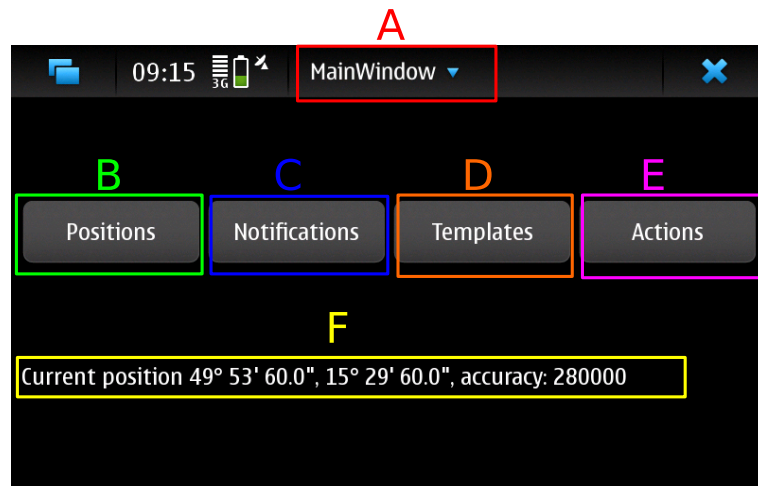 A
09:15 3G MainWindow
B C D E
Positions Notifications Templates Actions
F
Current position 49° 53' 60.0", 15° 29' 60.0", accuracy: 280000